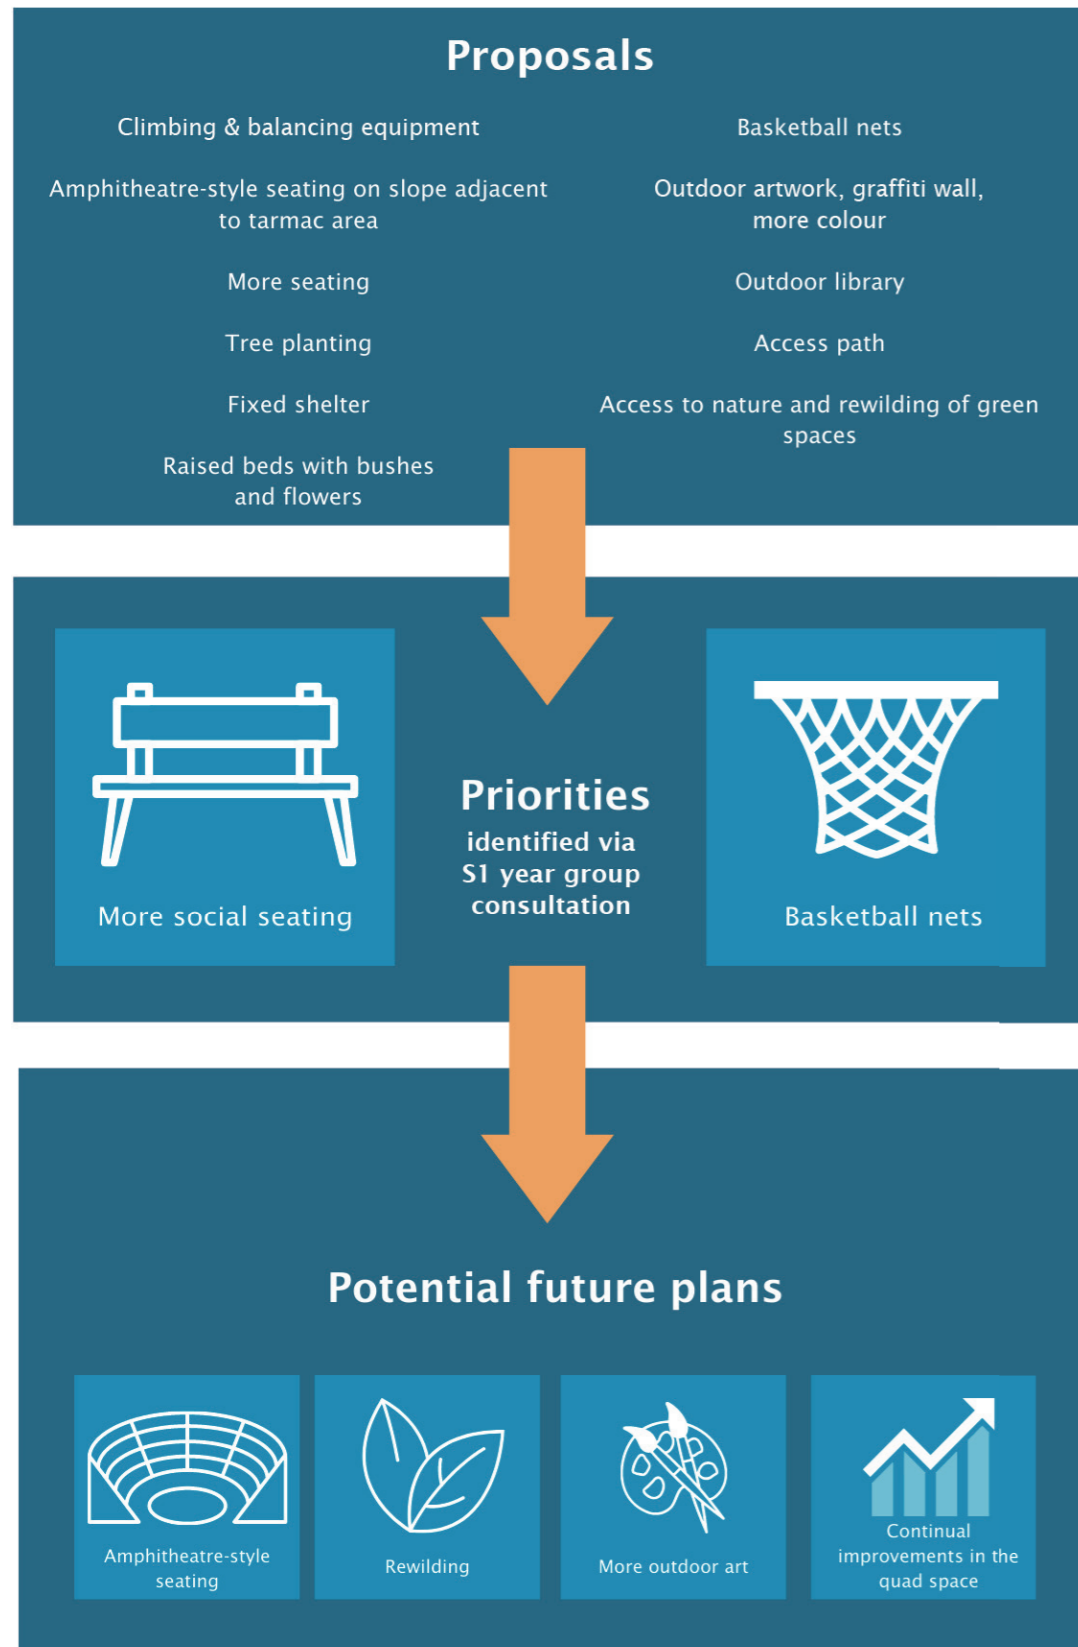 Proposals
Climbing & balancing equipment
Amphitheatre-style seating on slope adjacent
to tarmac area
More seating
Tree planting
Fixed shelter
Raised beds with bushes
and flowers
Basketball nets
Outdoor artwork, graffiti wall,
more colour
Outdoor library
Access path
Access to nature and rewilding of green
spaces
More social seating
Priorities
identified via
S1 year group
consultation
Basketball nets
Potential future plans
Amphitheatre-style
seating
Rewilding
More outdoor art
Continual
improvements in the
quad space